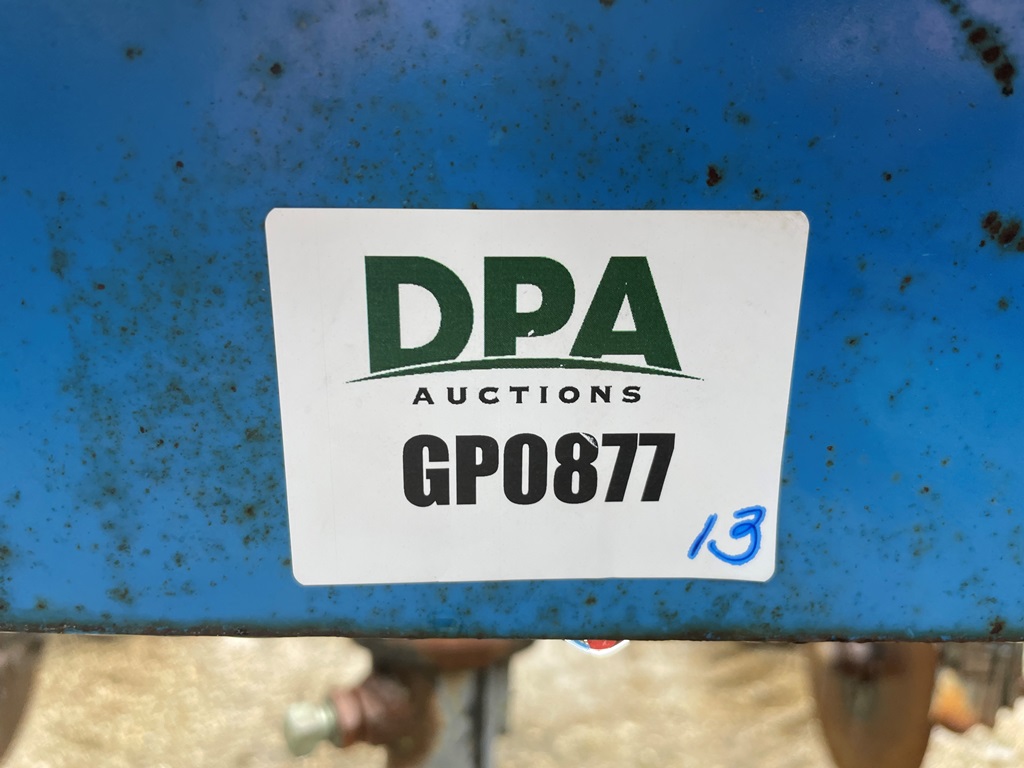 DPA
AUCTIONS
GP0877
13